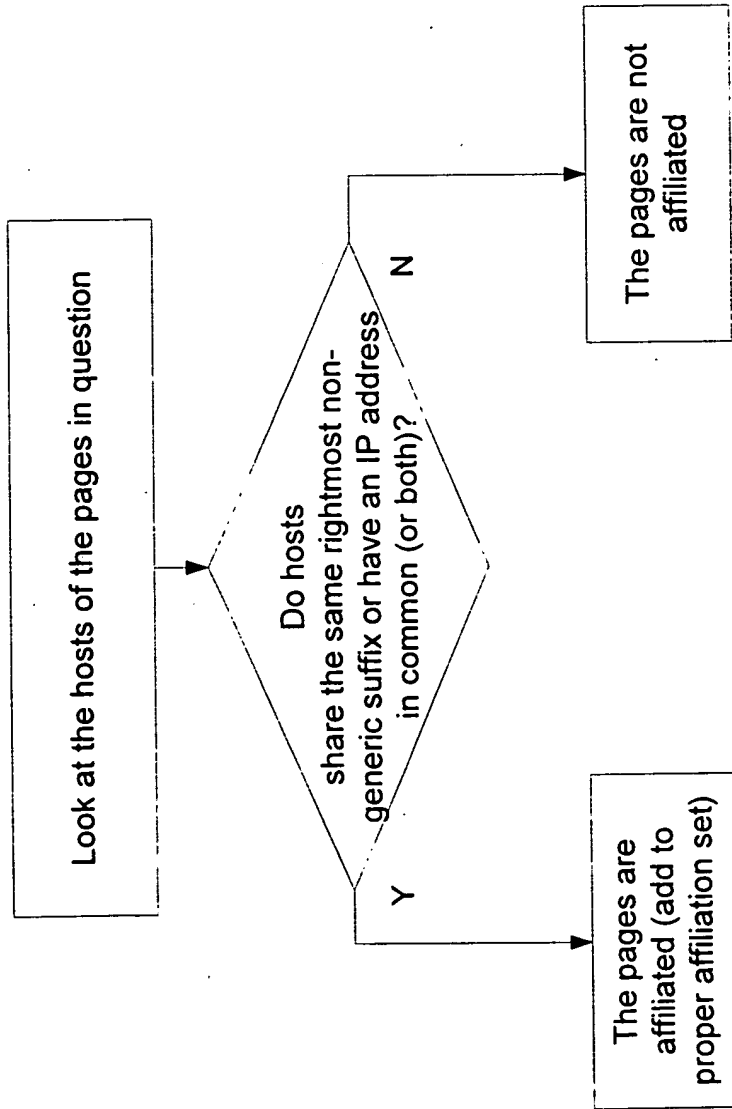 Look at the hosts of the pages in question
Do hosts
share the same rightmost non-
generic suffix or have an IP address
in common (or both)?
Y
N
The pages are
affiliated (add to
proper affiliation set)
The pages are not
affiliated